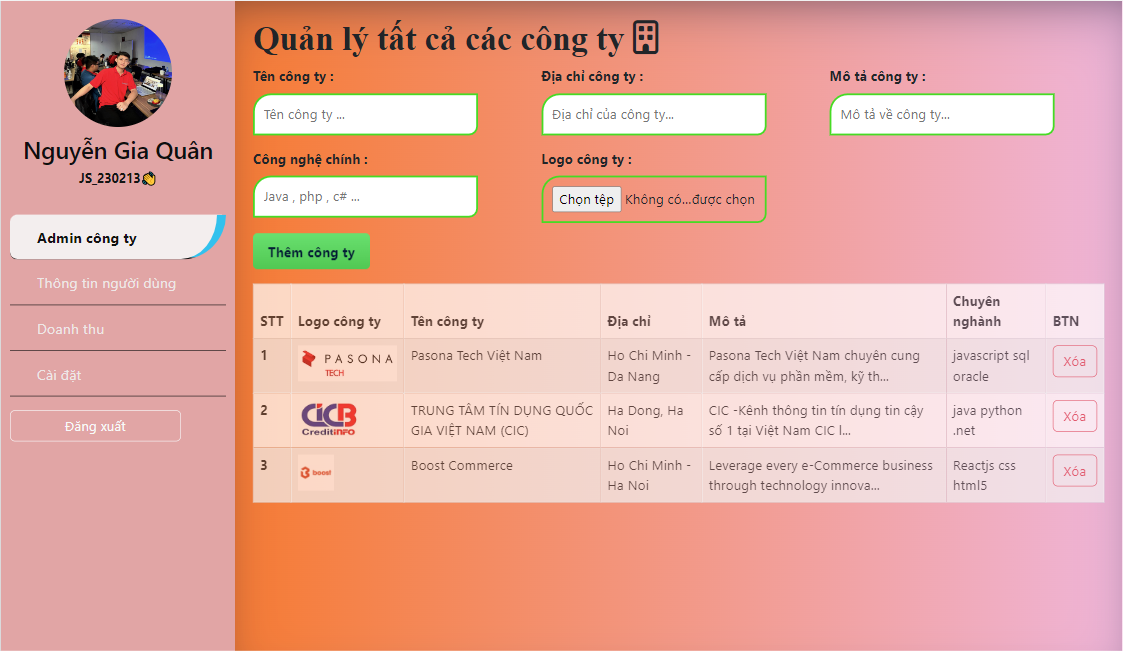 Nguyễn Gia Quân
JS_230213👏
Admin công ty
Thông tin người dùng
Doanh thu
Cài đặt
Đăng xuất
Quản lý tất cả các công ty
Tên công ty :
Địa chỉ công ty :
Mô tả công ty :
Tên công ty ...
Địa chỉ của công ty...
Mô tả về công ty...
Công nghệ chính :
Logo công ty :
Java , php , c# ...
Chọn tệp Không có...được chọn
Thêm công ty
STT Logo công ty Tên công ty Địa chỉ Mô tả Chuyên
nghành BTN
1 PASONA
TECH
Pasona Tech Việt Nam
Ho Chi Minh -
Da Nang
Pasona Tech Việt Nam chuyên cung
cấp dịch vụ phần mềm, kỹ th...
javascript sql
oracle
Xóa
2 CICB
CreditINFO
TRUNG TÂM TÍN DỤNG QUỐC
GIA VIỆT NAM (CIC)
Ha Dong, Ha
Noi
CIC -Kênh thông tin tín dụng tin cậy
số 1 tại Việt Nam CIC l...
java python
.net
Xóa
3 boost
Boost Commerce
Ho Chi Minh -
Ha Noi
Leverage every e-Commerce business
through technology innova...
Reactjs css
html5
Xóa